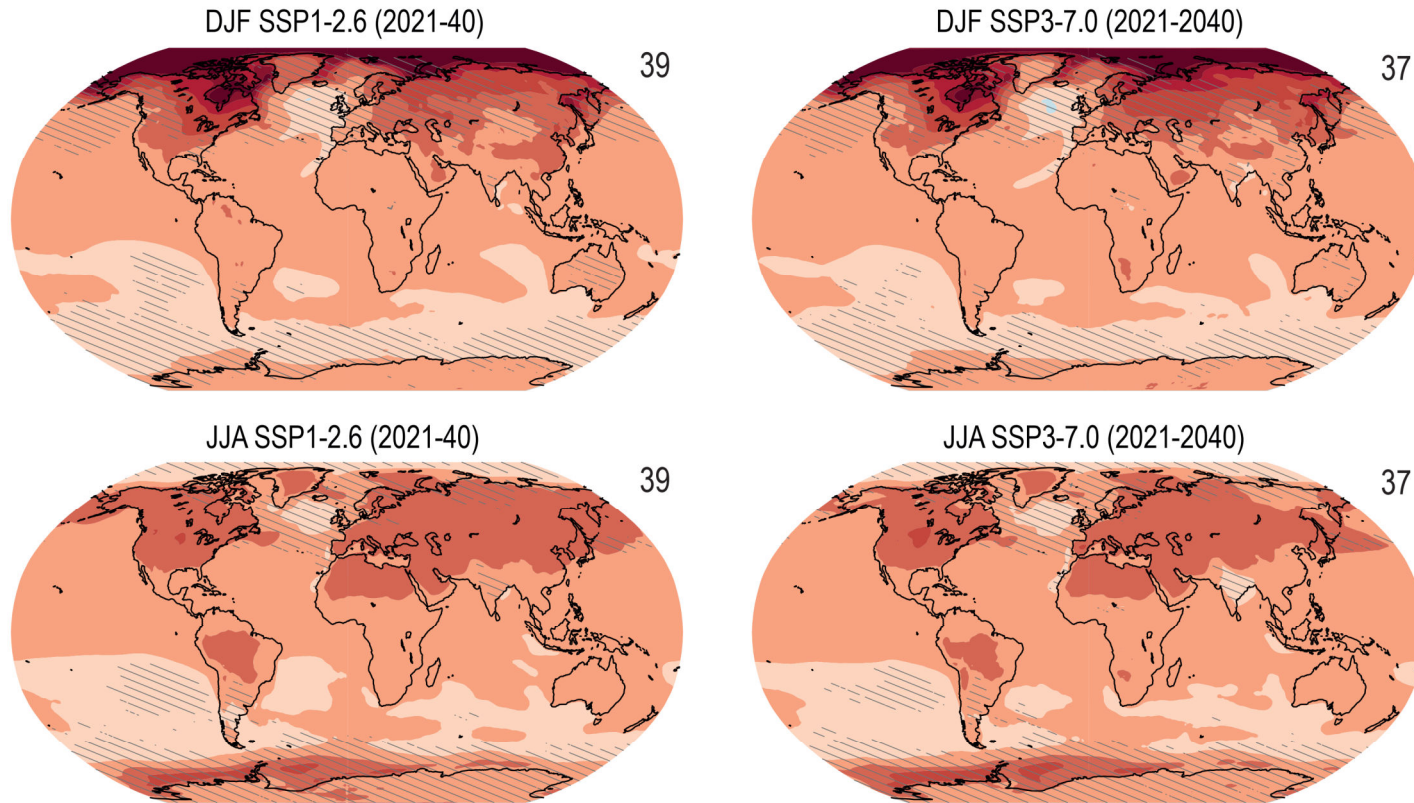 DJF SSP1-2.6 (2021-40)
39
DJF SSP3-7.0 (2021-2040)
37
JJA SSP1-2.6 (2021-40)
39
JJA SSP3-7.0 (2021-2040)
37